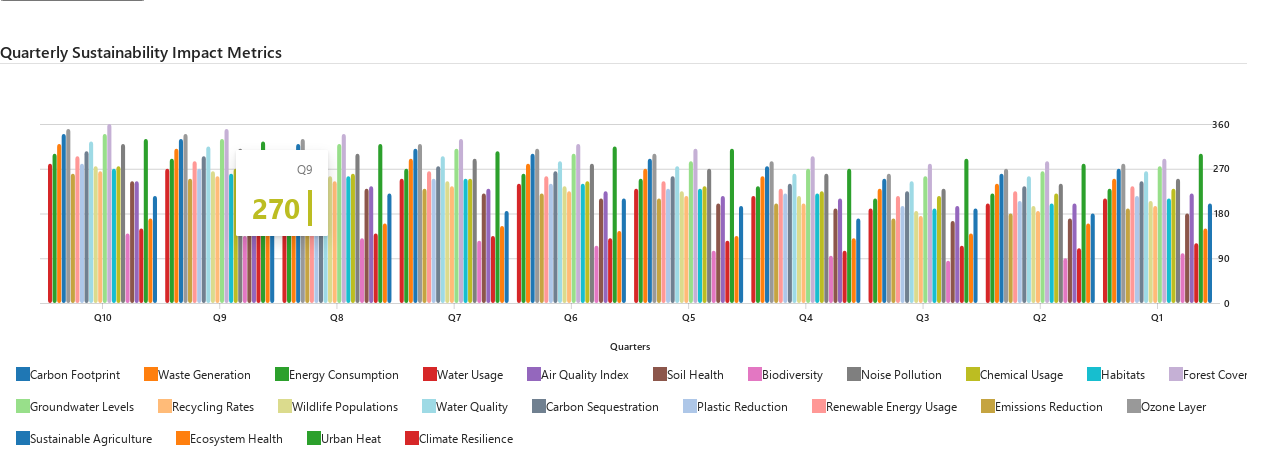 Quarterly Sustainability Impact Metrics
360
270
180
90
0
Q9
270
Q10 Q9 Q8 Q7 Q6 Q5 Q4 Q3 Q2 Q1
Quarters
Carbon Footprint Waste Generation Energy Consumption Water Usage Air Quality Index Soil Health Biodiversity Noise Pollution Chemical Usage Habitats Forest Cover
Groundwater Levels Recycling Rates Wildlife Populations Water Quality Carbon Sequestration Plastic Reduction Renewable Energy Usage Emissions Reduction Ozone Layer
Sustainable Agriculture Ecosystem Health Urban Heat Climate Resilience